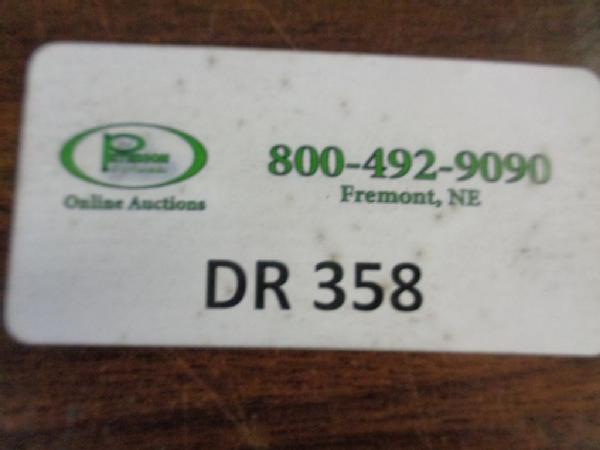 800-492-9090
Fremont, NE
Online Auctions
DR 358